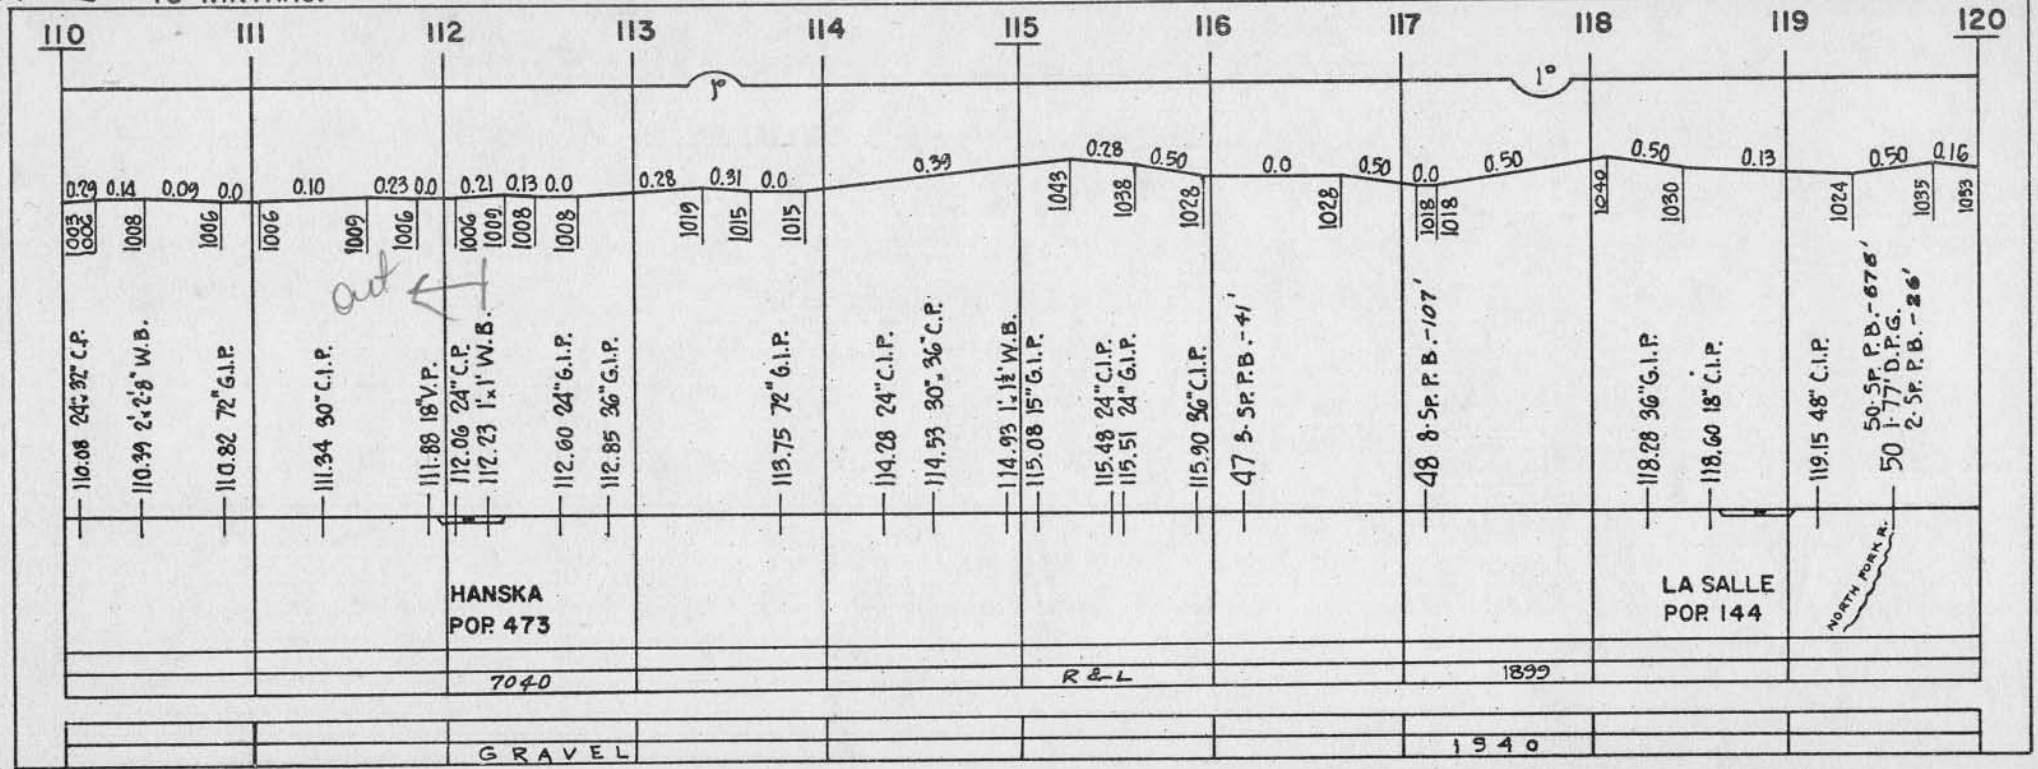 110 111 112 113 114 115 116 117 118 119 120
1° 1°
0.29 0.14 0.09 0.0 0.10 0.23 0.0 0.21 0.13 0.0 0.28 0.31 0.0 0.39 0.28 0.50 0.0 0.50 0.0 0.50 0.50 0.13 0.50 0.16
1003 1006 1008 1006 1006 1009 1006 1006 1009 1008 1008 1019 1015 1015 1043 1038 1028 1028 1018 1018 1040 1030 1024 1035 1033
out
110.08 24"x32" C.P.
110.39 2'x2'8" W.B.
110.82 72" G.I.P.
111.34 30" C.I.P.
111.88 18" V.P.
112.06 24" C.P.
112.23 1'x1' W.B.
112.60 24" G.I.P.
112.85 36" G.I.P.
113.75 72" G.I.P.
114.28 24" C.I.P.
114.53 30"x36" C.P.
114.93 1'x1½' W.B.
115.08 15" G.I.P.
115.48 24" C.I.P.
115.51 24" G.I.P.
115.90 36" C.I.P.
47 3-SP. P.B.-41'
48 8-SP. P.B.-107'
118.28 36" G.I.P.
118.60 18" C.I.P.
119.15 48" C.I.P.
50-SP. P.B.-678'
50 1-77' D.P.G.
2-SP. P.B.-26'
HANSKA
POP. 473
LA SALLE
POP. 144
NORTH FORK R.
7040 R & L 1899
GRAVEL 1940